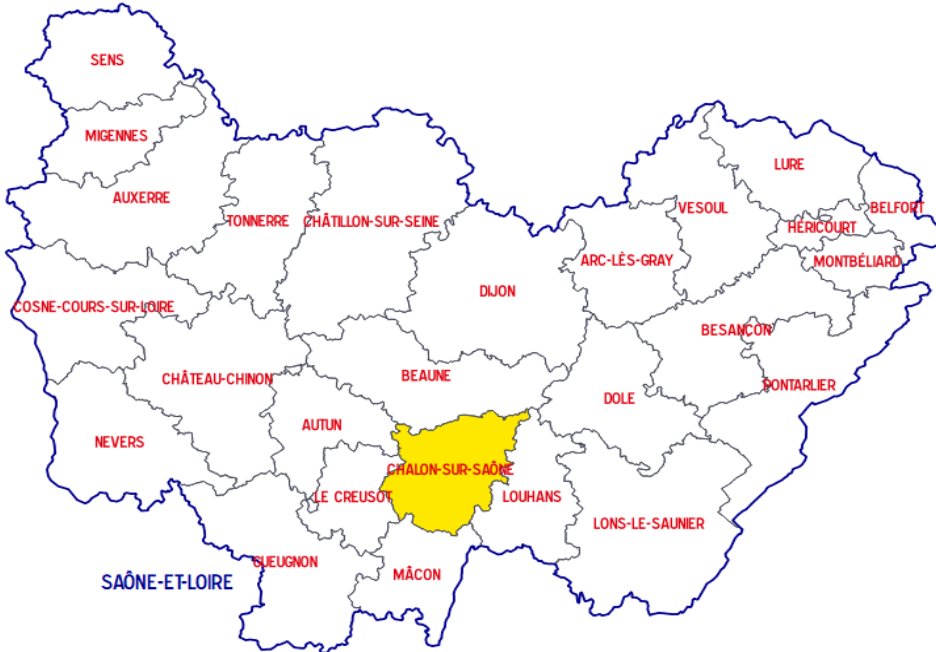 SENS
MIGENNES
LURE
AUXERRE
BELFORT
VESOUL
TONNERRE
CHÂTILLON-SUR-SEINE
HÉRICOURT
ARC-LÈS-GRAY
MONTBÉLIARD
DIJON
COSNE-COURS-SUR-LOIRE
BESANÇON
BEAUNE
CHÂTEAU-CHINON
PONTARLIER
DOLE
AUTUN
NEVERS
CHALON-SUR-SAÔNE
LE CREUSOT
LOUHANS
LONS-LE-SAUNIER
GUEUGNON
MÂCON
SAÔNE-ET-LOIRE